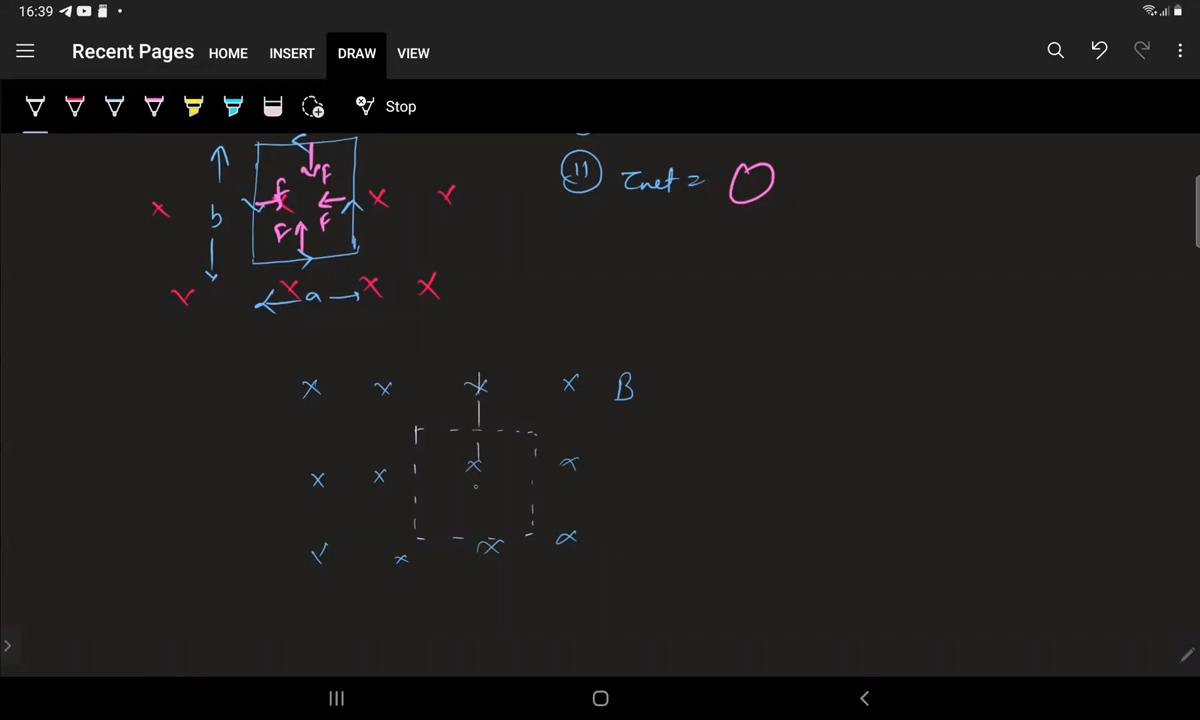 16:39
Recent Pages HOME INSERT DRAW VIEW
Stop
F
b F F
F
a
11 τnet = 0
x x x x B
x x x x
x x x x